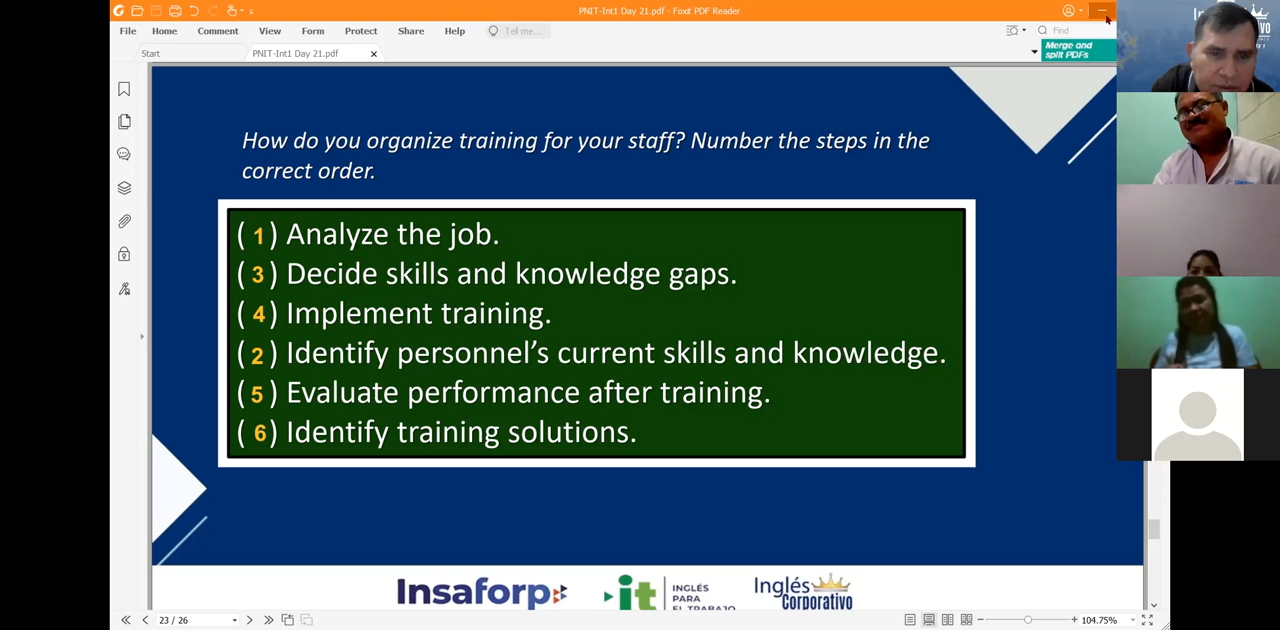 PNIT-Int1 Day 21.pdf - Foxit PDF Reader
File Home Comment View Form Protect Share Help Tell me... Find
Start PNIT-Int1 Day 21.pdf
Merge and
split PDFs
How do you organize training for your staff? Number the steps in the
correct order.
( 1 ) Analyze the job.
( 3 ) Decide skills and knowledge gaps.
( 4 ) Implement training.
( 2 ) Identify personnel's current skills and knowledge.
( 5 ) Evaluate performance after training.
( 6 ) Identify training solutions.
Insaforp
it
INGLÉS
PARA
EL TRABAJO
Inglés
Corporativo
23 / 26
104.75%